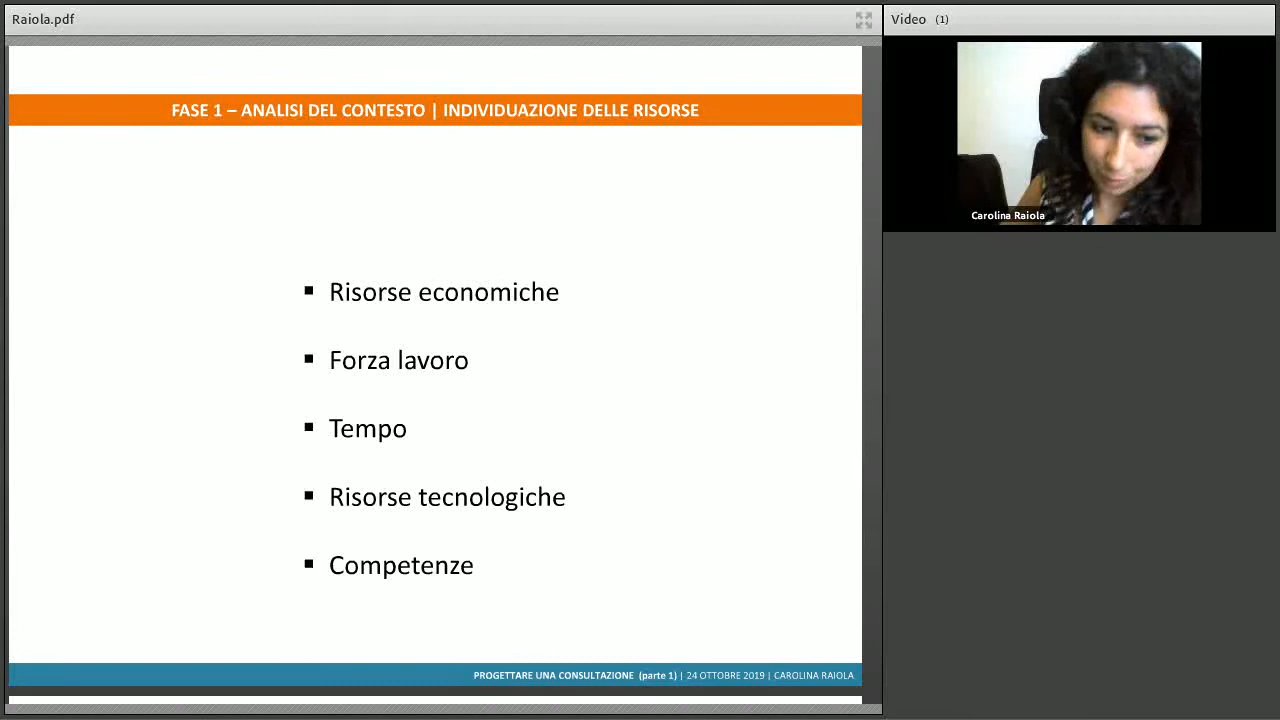 Raiola.pdf
Video (1)
FASE 1 – ANALISI DEL CONTESTO | INDIVIDUAZIONE DELLE RISORSE
Carolina Raiola
▪ Risorse economiche
▪ Forza lavoro
▪ Tempo
▪ Risorse tecnologiche
▪ Competenze
PROGETTARE UNA CONSULTAZIONE (parte 1) | 24 OTTOBRE 2019 | CAROLINA RAIOLA